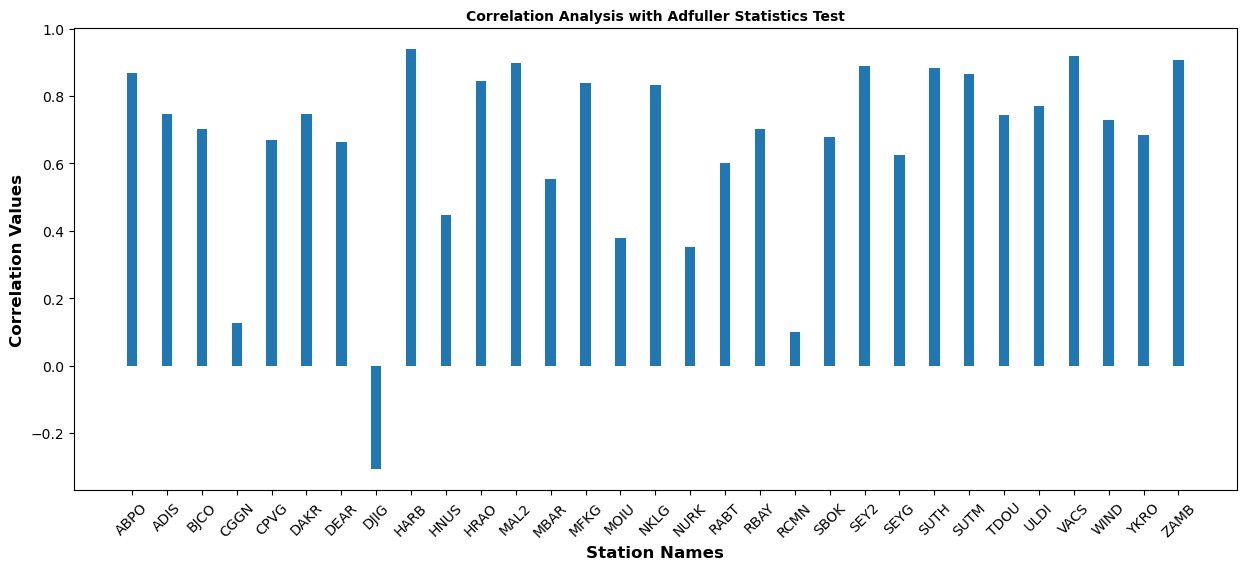 Correlation Analysis with Adfuller Statistics Test
Correlation Values
1.0
0.8
0.6
0.4
0.2
0.0
−0.2
ABPO ADIS BJCO CGGN CPVG DAKR DEAR DJIG HARB HNUS HRAO MAL2 MBAR MFKG MOIU NKLG NURK RABT RBAY RCMN SBOK SEY2 SEYG SUTH SUTM TDOU ULDI VACS WIND YKRO ZAMB
Station Names